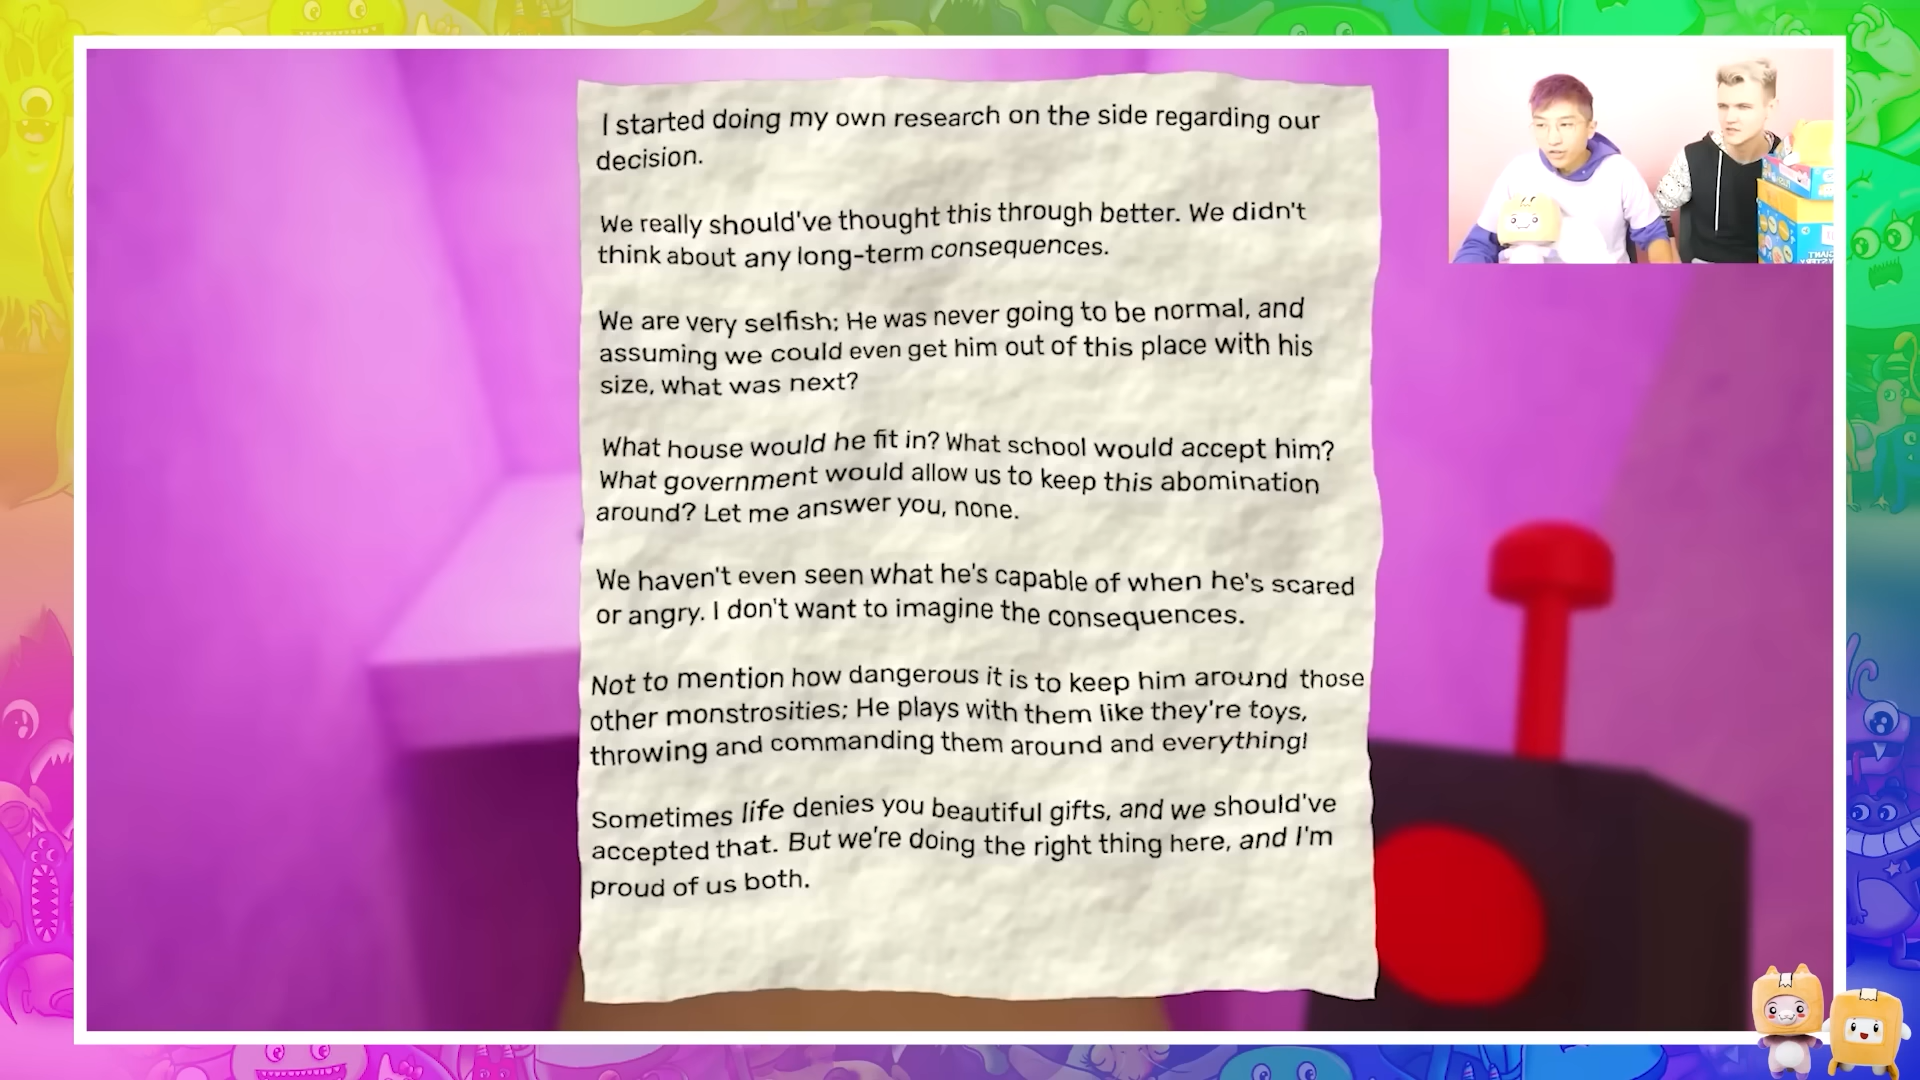 I started doing my own research on the side regarding our
decision.
We really should've thought this through better. We didn't
think about any long-term consequences.
We are very selfish; He was never going to be normal, and
assuming we could even get him out of this place with his
size, what was next?
What house would he fit in? What school would accept him?
What government would allow us to keep this abomination
around? Let me answer you, none.
We haven't even seen what he's capable of when he's scared
or angry. I don't want to imagine the consequences.
Not to mention how dangerous it is to keep him around those
other monstrosities; He plays with them like they're toys,
throwing and commanding them around and everything!
Sometimes life denies you beautiful gifts, and we should've
accepted that. But we're doing the right thing here, and I'm
proud of us both.